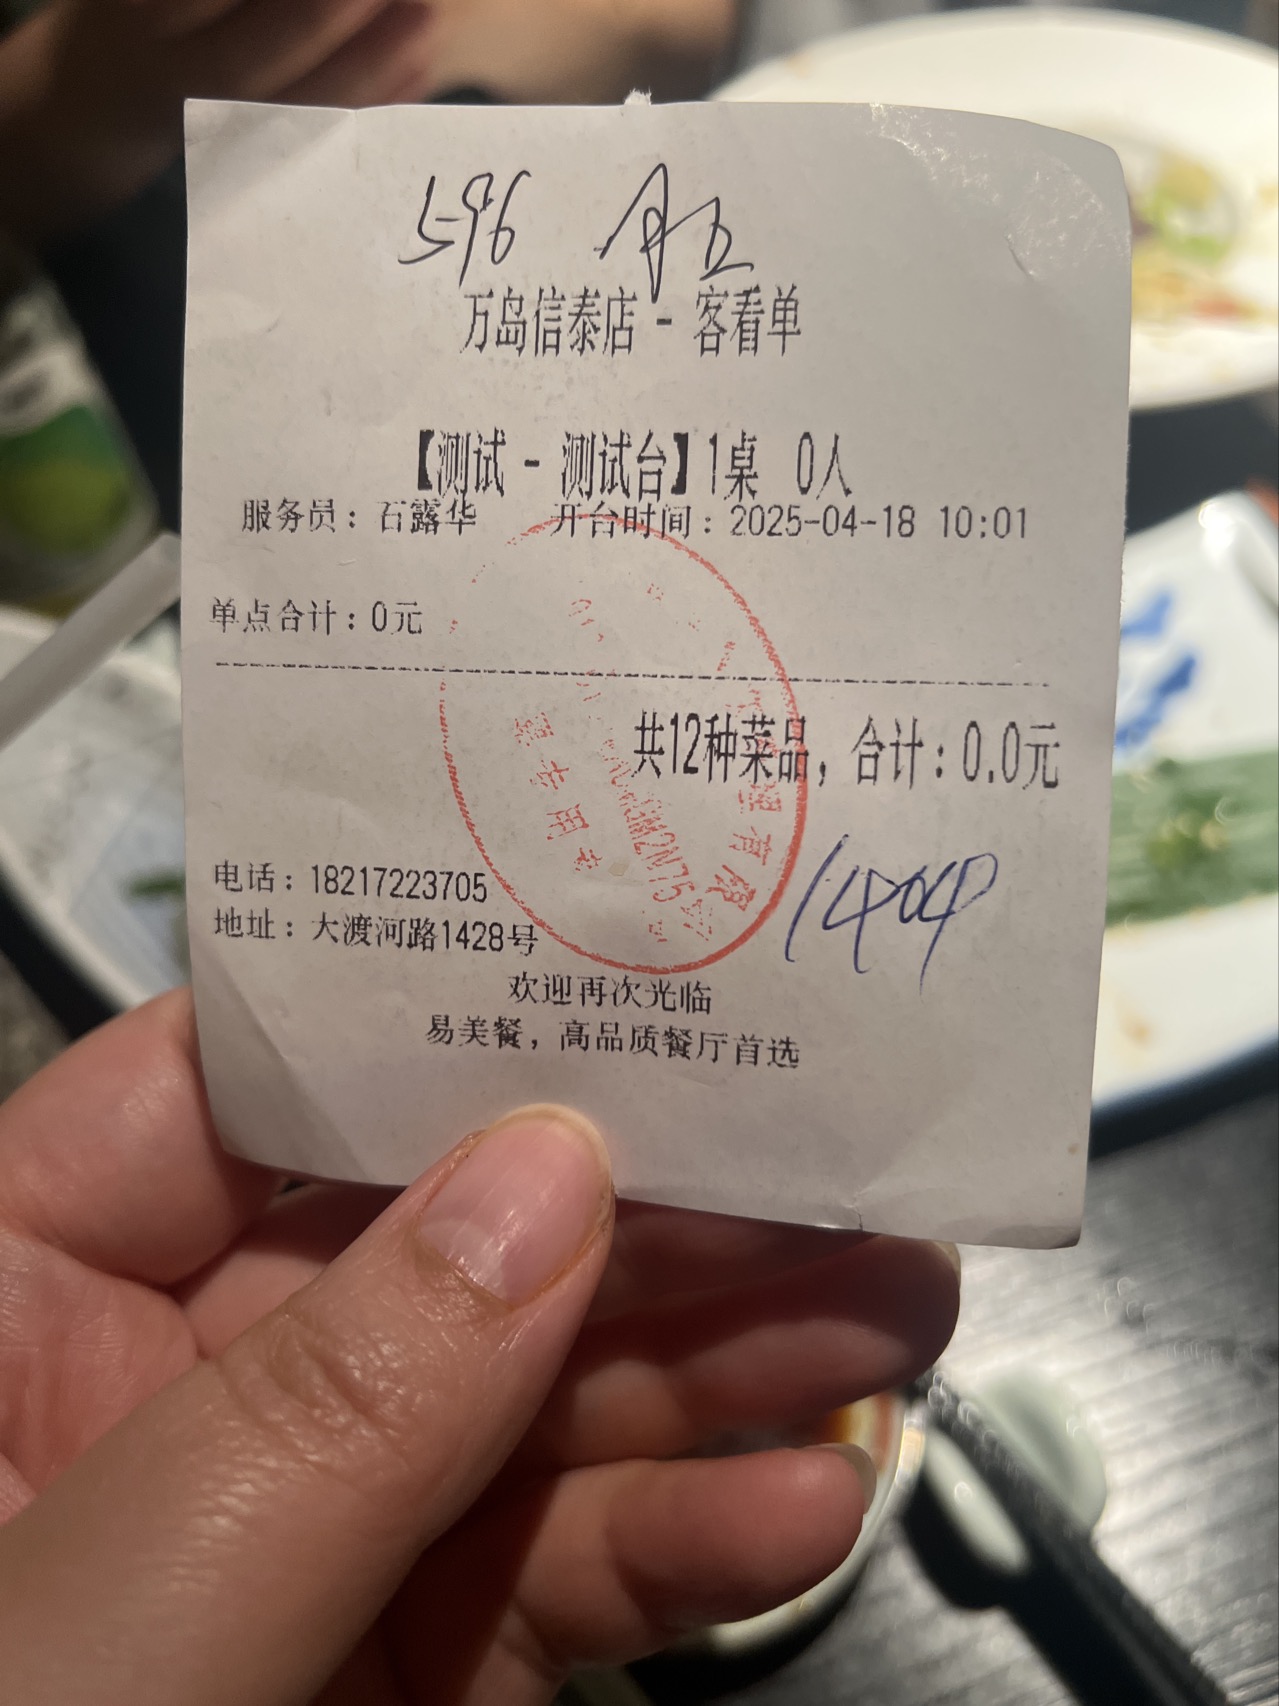 596 月五
万岛信泰店 - 客看单
【测试 - 测试台】1桌 0人
服务员：石露华 开台时间：2025-04-18 10:01
单点合计：0元
共12种菜品，合计：0.0元
1404
电话：18217223705
地址：大渡河路1428号
欢迎再次光临
易美餐，高品质餐厅首选